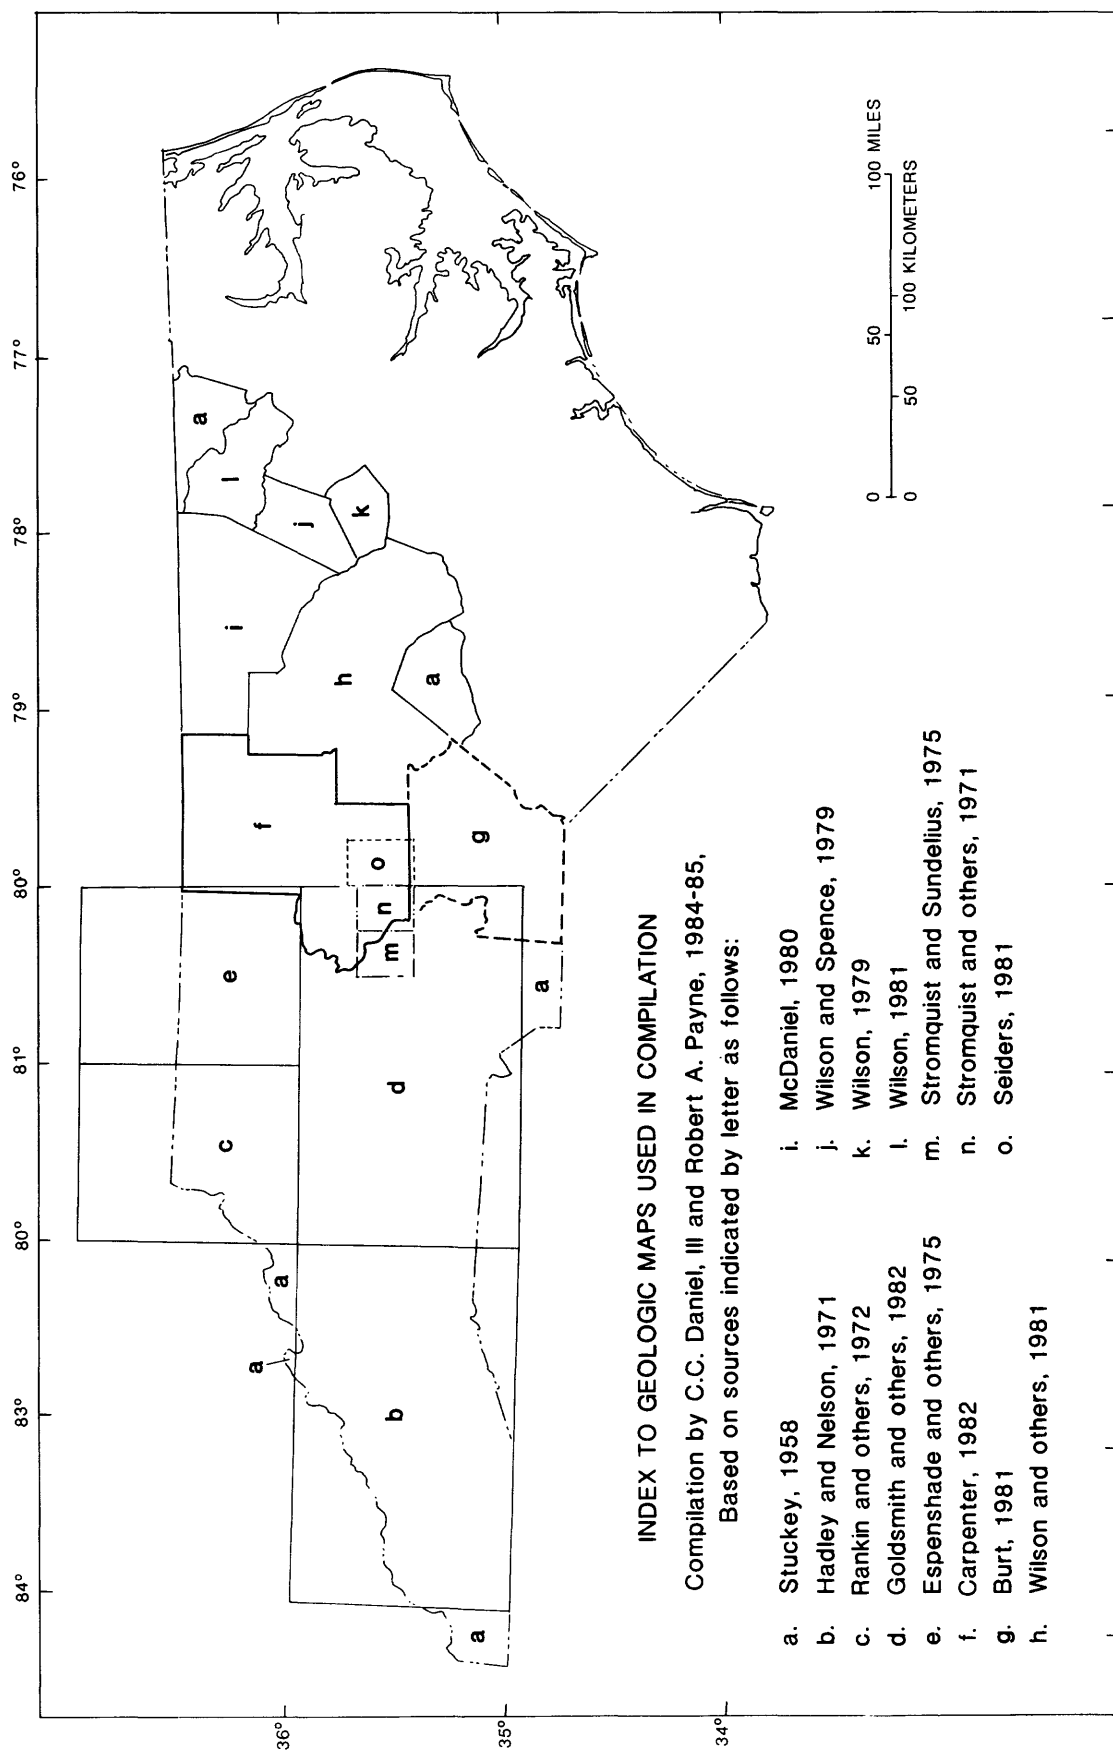 84°
83°
80°
81°
80°
79°
78°
77°
76°
36°
35°
34°
a
b
a
a
c
e
d
a
m
n
o
f
g
h
a
i
j
k
l
a
0 50 100 MILES
0 50 100 KILOMETERS
INDEX TO GEOLOGIC MAPS USED IN COMPILATION
Compilation by C.C. Daniel, III and Robert A. Payne, 1984-85,
Based on sources indicated by letter as follows:
a. Stuckey, 1958
b. Hadley and Nelson, 1971
c. Rankin and others, 1972
d. Goldsmith and others, 1982
e. Espenshade and others, 1975
f. Carpenter, 1982
g. Burt, 1981
h. Wilson and others, 1981
i. McDaniel, 1980
j. Wilson and Spence, 1979
k. Wilson, 1979
l. Wilson, 1981
m. Stromquist and Sundelius, 1975
n. Stromquist and others, 1971
o. Seiders, 1981